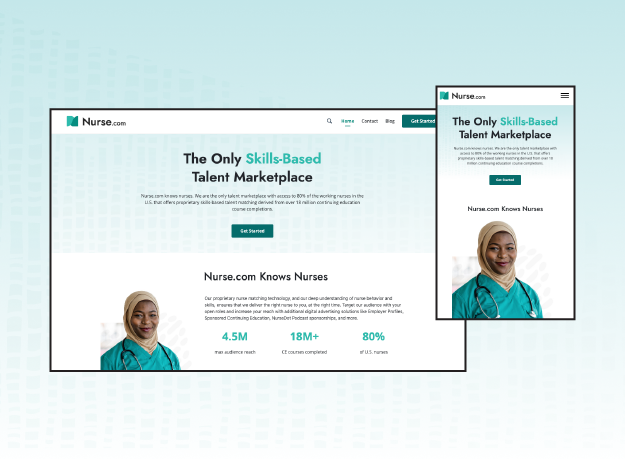 Nurse.com
Home Contact Blog Get Started
The Only Skills-Based
Talent Marketplace
Nurse.com knows nurses. We are the only talent marketplace with access to 80% of the working nurses in the
U.S. that offers proprietary skills-based talent matching derived from over 18 million continuing education
course completions.
Get Started
Nurse.com Knows Nurses
Our proprietary nurse matching technology, and our deep understanding of nurse behavior and
skills, ensures that we deliver the right nurse to you, at the right time. Target our audience with your
open roles and increase your reach with additional digital advertising solutions like Employer Profiles,
Sponsored Continuing Education, NurseDot Podcast sponsorships, and more.
4.5M 18M+ 80%
max audience reach CE courses completed of U.S. nurses
Nurse.com
The Only Skills-Based
Talent Marketplace
Nurse.com knows nurses. We are the only talent marketplace with
access to 80% of the working nurses in the U.S. that offers
proprietary skills-based talent matching derived from over 18
million continuing education course completions.
Get Started
Nurse.com Knows Nurses